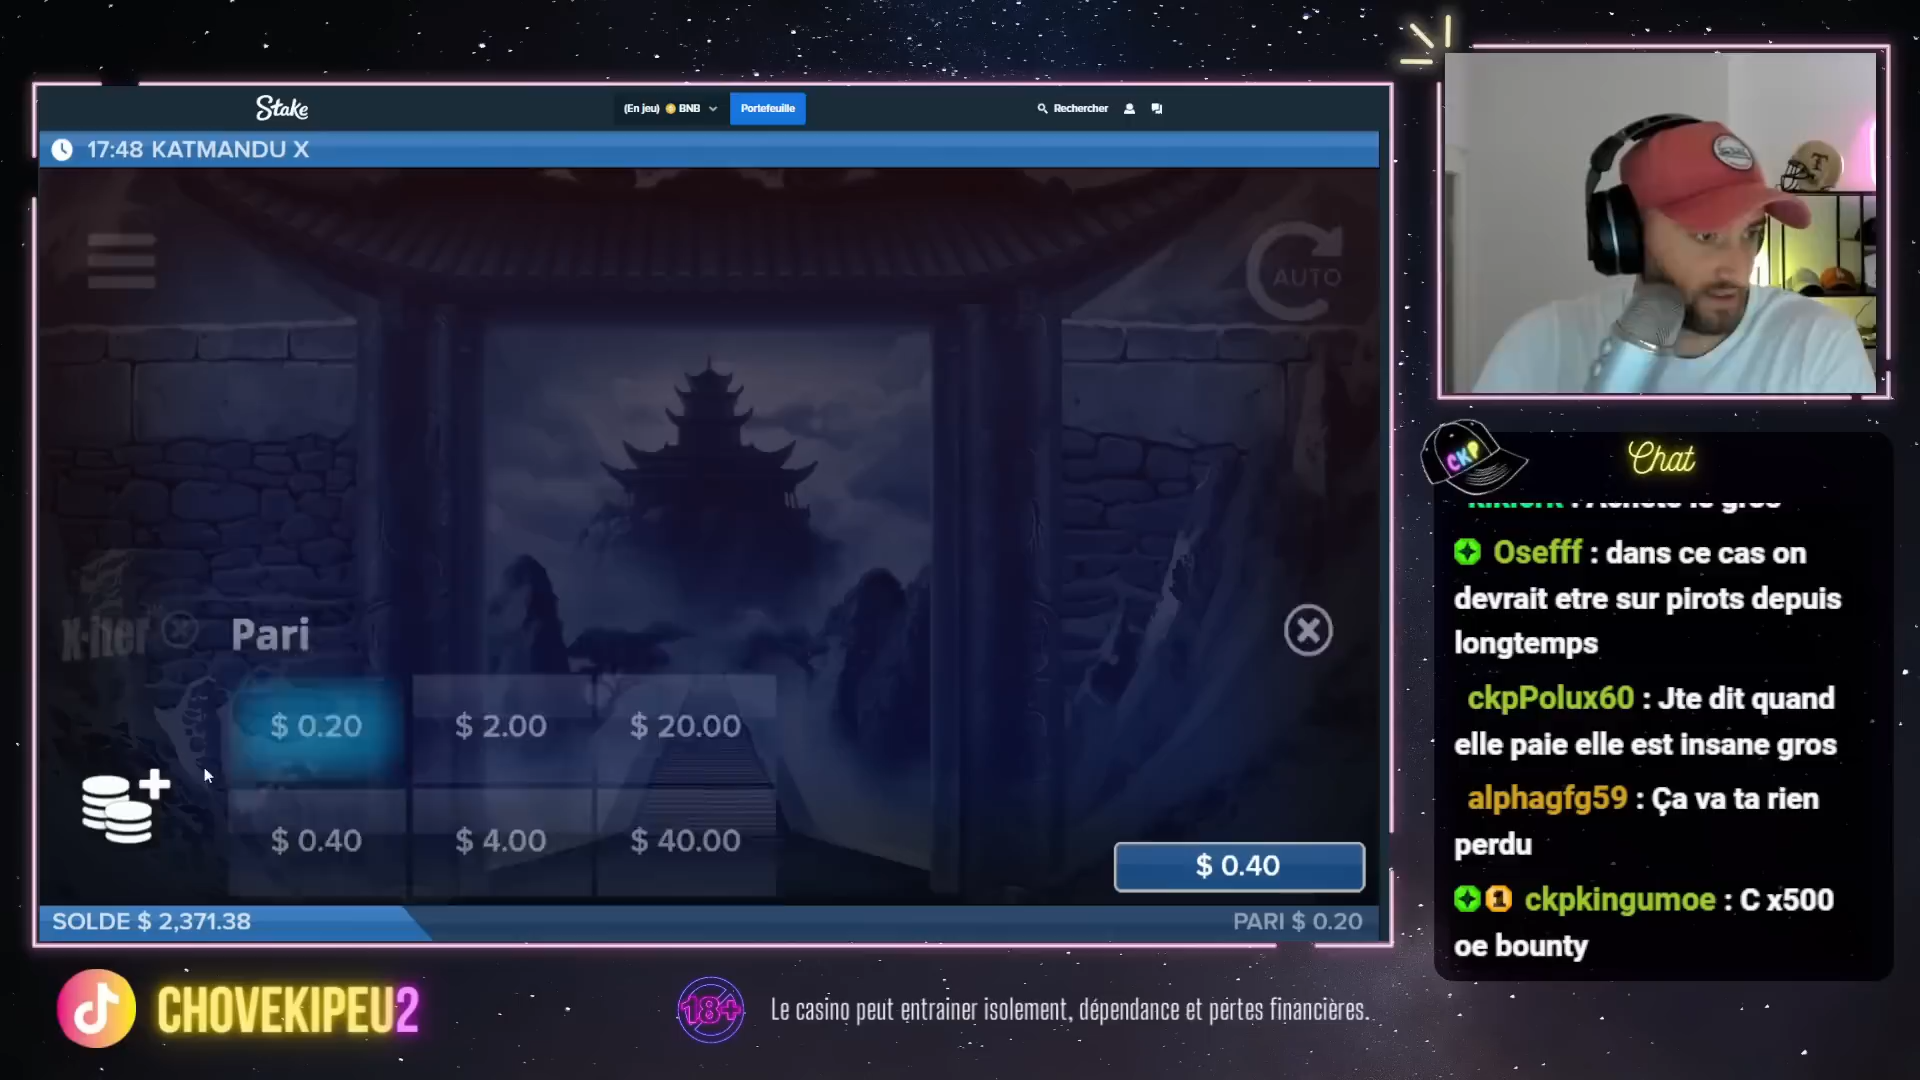 Stake
(En jeu) BNB
Portefeuille
Rechercher
17:48 KATMANDU X
AUTO
Pari
$ 0.20
$ 2.00
$ 20.00
$ 0.40
$ 4.00
$ 40.00
$ 0.40
SOLDE $ 2,371.38
PARI $ 0.20
T
CKP
Chat
Osefff : dans ce cas on
devrait etre sur pirots depuis
longtemps
ckpPolux60 : Jte dit quand
elle paie elle est insane gros
alphagfg59 : Ça va ta rien
perdu
1 ckpkingumoe : C x500
oe bounty
CHOVEKIPEU2
18+
Le casino peut entrainer isolement, dépendance et pertes financières.